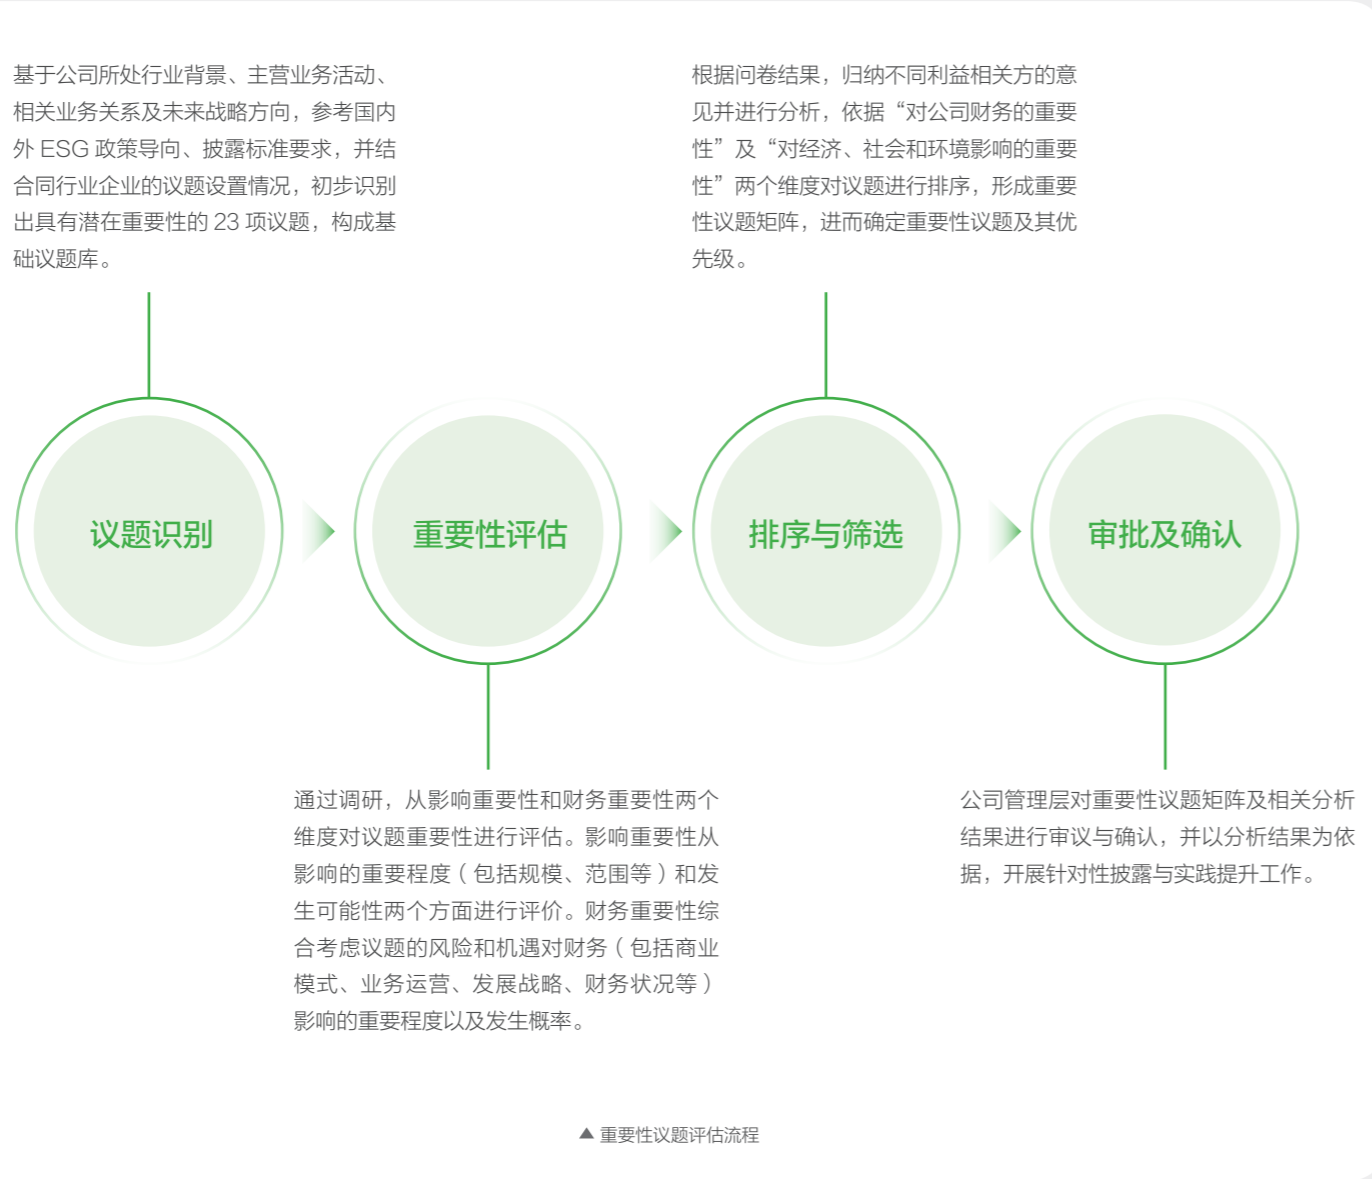 基于公司所处行业背景、主营业务活动、
相关业务关系及未来战略方向，参考国内
外 ESG 政策导向、披露标准要求，并结
合同行业企业的议题设置情况，初步识别
出具有潜在重要性的 23 项议题，构成基
础议题库。
根据问卷结果，归纳不同利益相关方的意
见并进行分析，依据“对公司财务的重要
性”及“对经济、社会和环境影响的重要
性”两个维度对议题进行排序，形成重要
性议题矩阵，进而确定重要性议题及其优
先级。
议题识别
重要性评估
排序与筛选
审批及确认
通过调研，从影响重要性和财务重要性两个
维度对议题重要性进行评估。影响重要性从
影响的重要程度（包括规模、范围等）和发
生可能性两个方面进行评价。财务重要性综
合考虑议题的风险和机遇对财务（包括商业
模式、业务运营、发展战略、财务状况等）
影响的重要程度以及发生概率。
公司管理层对重要性议题矩阵及相关分析
结果进行审议与确认，并以分析结果为依
据，开展针对性披露与实践提升工作。
▲ 重要性议题评估流程